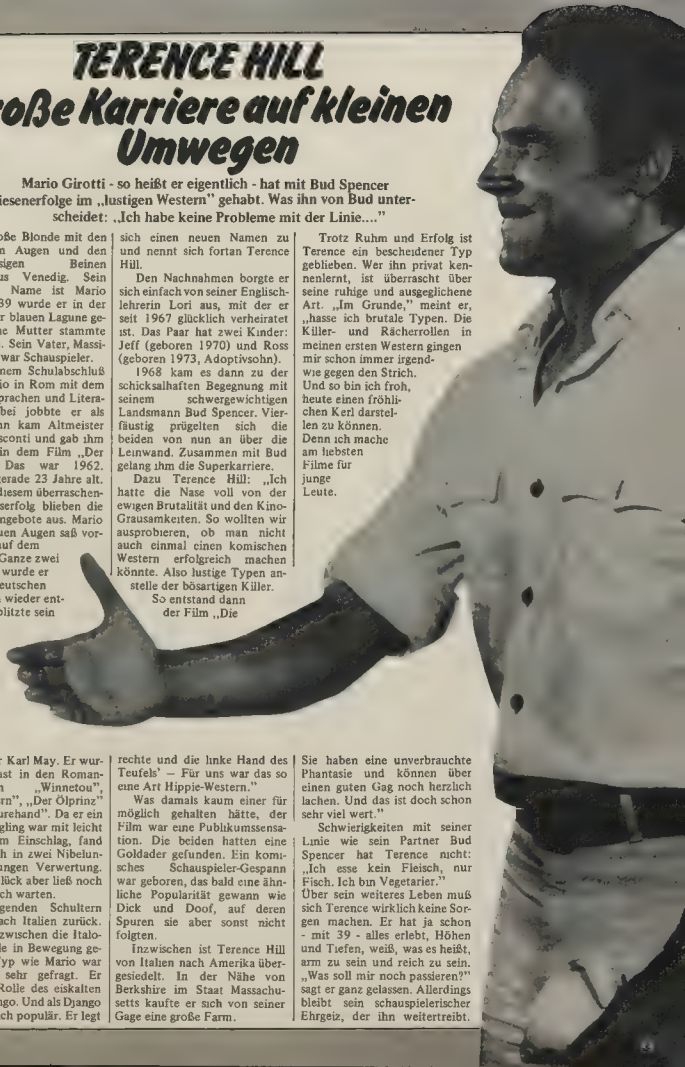 TERENCE HILL
oße Karriere auf kleinen
Umwegen
Mario Girotti - so heißt er eigentlich - hat mit Bud Spencer
iesenerfolge im „lustigen Western" gehabt. Was ihn von Bud unter-
scheidet: „Ich habe keine Probleme mit der Linie...."
oße Blonde mit den
n Augen und den
sigen Beinen
us Venedig. Sein
Name ist Mario
39 wurde er in der
r blauen Lagune ge-
ne Mutter stammte
. Sein Vater, Massi-
war Schauspieler.
nem Schulabschluß
io in Rom mit dem
prachen und Litera-
bei jobbte er als
nn kam Altmeister
sconti und gab ihm
in dem Film „Der
Das war 1962.
gerade 23 Jahre alt.
diesem überraschen-
serfolg blieben die
ngebote aus. Mario
uen Augen saß vor-
auf dem
Ganze zwei
wurde er
eutschen
n wieder ent-
blitzte sein
r Karl May. Er wur-
ast in den Roman-
n „Winnetou",
rn", „Der Ölprinz"
urehand". Da er ein
gling war mit leicht
m Einschlag, fand
h in zwei Nibelun-
ungen Verwertung.
lück aber ließ noch
ch warten.
genden Schultern
ach Italien zurück.
zwischen die Italo-
le in Bewegung ge-
yp wie Mario war
sehr gefragt. Er
Rolle des eiskalten
ngo. Und als Django
ch populär. Er legt
sich einen neuen Namen zu
und nennt sich fortan Terence
Hill.
Den Nachnahmen borgte er
sich einfach von seiner Englisch-
lehrerin Lori aus, mit der er
seit 1967 glücklich verheiratet
ist. Das Paar hat zwei Kinder:
Jeff (geboren 1970) und Ross
(geboren 1973, Adoptivsohn).
1968 kam es dann zu der
schicksalhaften Begegnung mit
seinem schwergewichtigen
Landsmann Bud Spencer. Vier-
fäustig prügelten sich die
beiden von nun an über die
Leinwand. Zusammen mit Bud
gelang ihm die Superkarriere.
Dazu Terence Hill: „Ich
hatte die Nase voll von der
ewigen Brutalität und den Kino-
Grausamkeiten. So wollten wir
ausprobieren, ob man nicht
auch einmal einen komischen
Western erfolgreich machen
könnte. Also lustige Typen an-
stelle der bösartigen Killer.
So entstand dann
der Film „Die
rechte und die linke Hand des
Teufels' – Für uns war das so
eine Art Hippie-Western."
Was damals kaum einer für
möglich gehalten hätte, der
Film war eine Publikumssensa-
tion. Die beiden hatten eine
Goldader gefunden. Ein komi-
sches Schauspieler-Gespann
war geboren, das bald eine ähn-
liche Popularität gewann wie
Dick und Doof, auf deren
Spuren sie aber sonst nicht
folgten.
Inzwischen ist Terence Hill
von Italien nach Amerika über-
gesiedelt. In der Nähe von
Berkshire im Staat Massachu-
setts kaufte er sich von seiner
Gage eine große Farm.
Trotz Ruhm und Erfolg ist
Terence ein bescheidener Typ
geblieben. Wer ihn privat ken-
nenlernt, ist überrascht über
seine ruhige und ausgeglichene
Art. „Im Grunde," meint er,
„hasse ich brutale Typen. Die
Killer- und Rächerrollen in
meinen ersten Western gingen
mir schon immer irgend-
wie gegen den Strich.
Und so bin ich froh,
heute einen fröhli-
chen Kerl darstel-
len zu können.
Denn ich mache
am liebsten
Filme für
junge
Leute.
Sie haben eine unverbrauchte
Phantasie und können über
einen guten Gag noch herzlich
lachen. Und das ist doch schon
sehr viel wert."
Schwierigkeiten mit seiner
Linie wie sein Partner Bud
Spencer hat Terence nicht:
„Ich esse kein Fleisch, nur
Fisch. Ich bin Vegetarier."
Über sein weiteres Leben muß
sich Terence wirklich keine Sor-
gen machen. Er hat ja schon
- mit 39 - alles erlebt, Höhen
und Tiefen, weiß, was es heißt,
arm zu sein und reich zu sein.
„Was soll mir noch passieren?"
sagt er ganz gelassen. Allerdings
bleibt sein schauspielerischer
Ehrgeiz, der ihn weitertreibt.